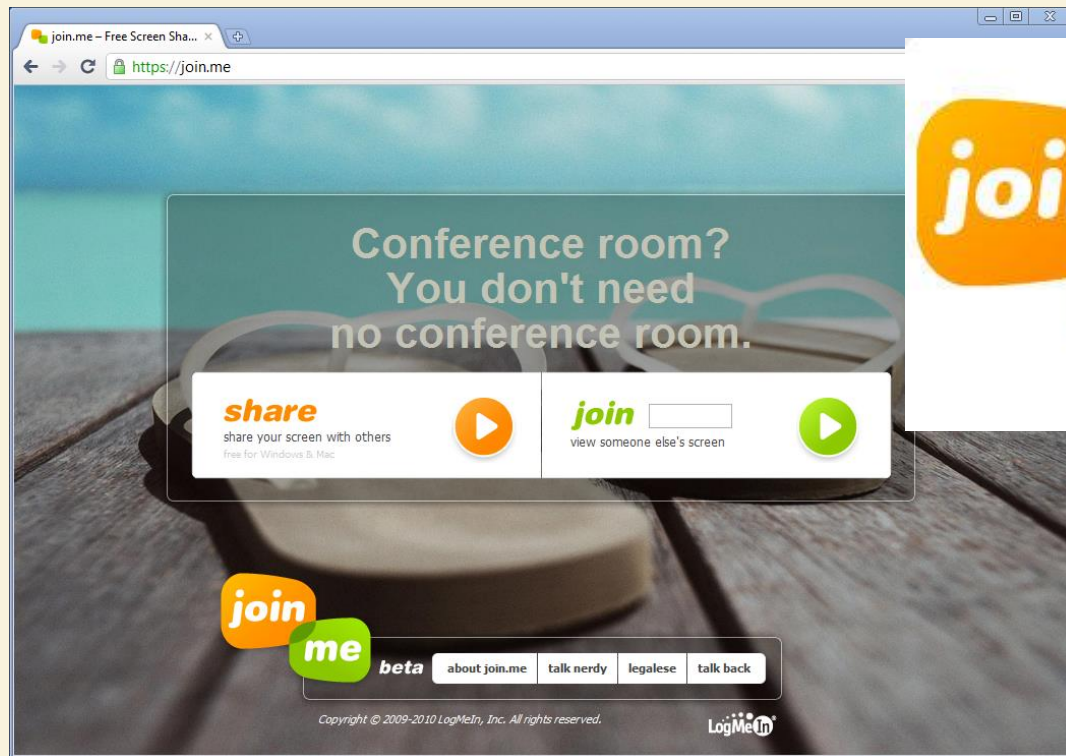 join.me – Free Screen Sha...
https://join.me
joi
Conference room?
You don't need
no conference room.
share
share your screen with others
free for Windows & Mac
join
view someone else's screen
join
me
beta
about join.me
talk nerdy
legalese
talk back
Copyright © 2009-2010 LogMeIn, Inc. All rights reserved.
LogMeIn®